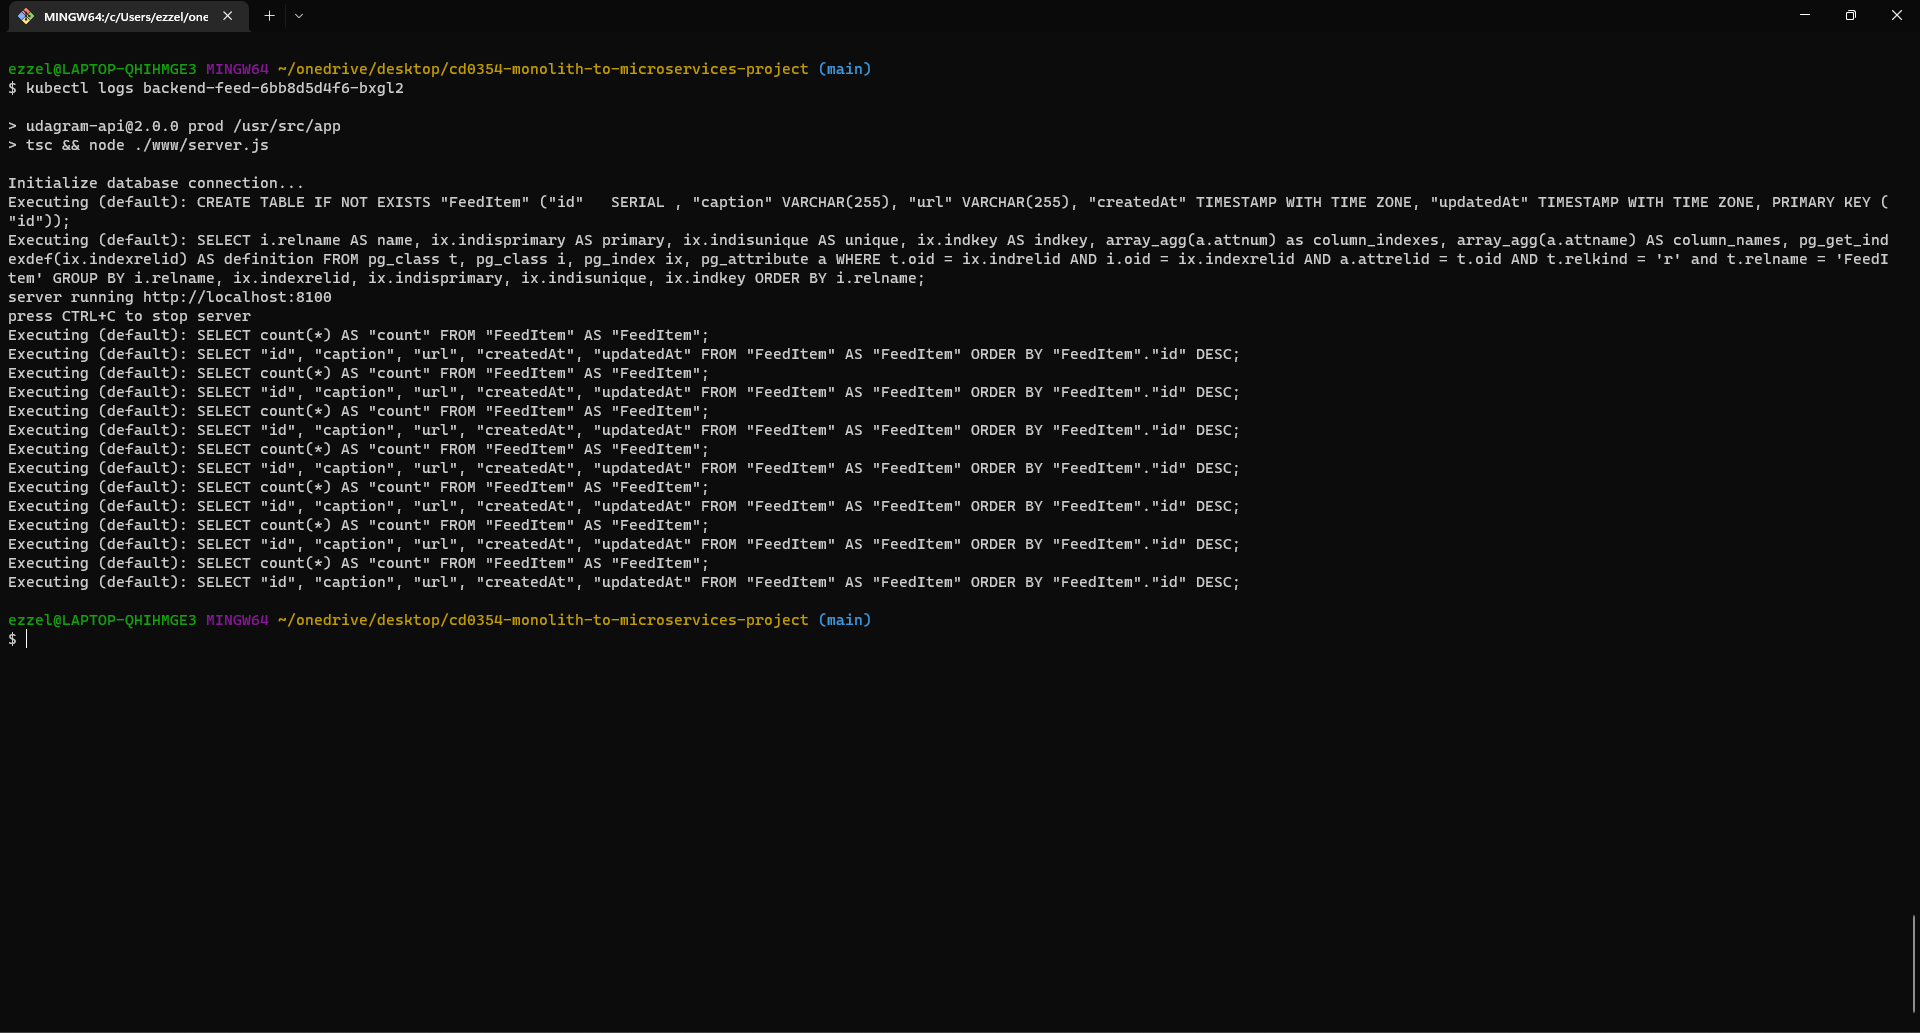 MINGW64:/c/Users/ezzel/one
ezzel@LAPTOP-QHIHMGE3 MINGW64 ~/onedrive/desktop/cd0354-monolith-to-microservices-project (main)
$ kubectl logs backend-feed-6bb8d5d4f6-bxgl2
> udagram-api@2.0.0 prod /usr/src/app
> tsc && node ./www/server.js
Initialize database connection...
Executing (default): CREATE TABLE IF NOT EXISTS "FeedItem" ("id"   SERIAL , "caption" VARCHAR(255), "url" VARCHAR(255), "createdAt" TIMESTAMP WITH TIME ZONE, "updatedAt" TIMESTAMP WITH TIME ZONE, PRIMARY KEY (
"id"));
Executing (default): SELECT i.relname AS name, ix.indisprimary AS primary, ix.indisunique AS unique, ix.indkey AS indkey, array_agg(a.attnum) as column_indexes, array_agg(a.attname) AS column_names, pg_get_ind
exdef(ix.indexrelid) AS definition FROM pg_class t, pg_class i, pg_index ix, pg_attribute a WHERE t.oid = ix.indrelid AND i.oid = ix.indexrelid AND a.attrelid = t.oid AND t.relkind = 'r' and t.relname = 'FeedI
tem' GROUP BY i.relname, ix.indexrelid, ix.indisprimary, ix.indisunique, ix.indkey ORDER BY i.relname;
server running http://localhost:8100
press CTRL+C to stop server
Executing (default): SELECT count(*) AS "count" FROM "FeedItem" AS "FeedItem";
Executing (default): SELECT "id", "caption", "url", "createdAt", "updatedAt" FROM "FeedItem" AS "FeedItem" ORDER BY "FeedItem"."id" DESC;
Executing (default): SELECT count(*) AS "count" FROM "FeedItem" AS "FeedItem";
Executing (default): SELECT "id", "caption", "url", "createdAt", "updatedAt" FROM "FeedItem" AS "FeedItem" ORDER BY "FeedItem"."id" DESC;
Executing (default): SELECT count(*) AS "count" FROM "FeedItem" AS "FeedItem";
Executing (default): SELECT "id", "caption", "url", "createdAt", "updatedAt" FROM "FeedItem" AS "FeedItem" ORDER BY "FeedItem"."id" DESC;
Executing (default): SELECT count(*) AS "count" FROM "FeedItem" AS "FeedItem";
Executing (default): SELECT "id", "caption", "url", "createdAt", "updatedAt" FROM "FeedItem" AS "FeedItem" ORDER BY "FeedItem"."id" DESC;
Executing (default): SELECT count(*) AS "count" FROM "FeedItem" AS "FeedItem";
Executing (default): SELECT "id", "caption", "url", "createdAt", "updatedAt" FROM "FeedItem" AS "FeedItem" ORDER BY "FeedItem"."id" DESC;
Executing (default): SELECT count(*) AS "count" FROM "FeedItem" AS "FeedItem";
Executing (default): SELECT "id", "caption", "url", "createdAt", "updatedAt" FROM "FeedItem" AS "FeedItem" ORDER BY "FeedItem"."id" DESC;
Executing (default): SELECT count(*) AS "count" FROM "FeedItem" AS "FeedItem";
Executing (default): SELECT "id", "caption", "url", "createdAt", "updatedAt" FROM "FeedItem" AS "FeedItem" ORDER BY "FeedItem"."id" DESC;
ezzel@LAPTOP-QHIHMGE3 MINGW64 ~/onedrive/desktop/cd0354-monolith-to-microservices-project (main)
$